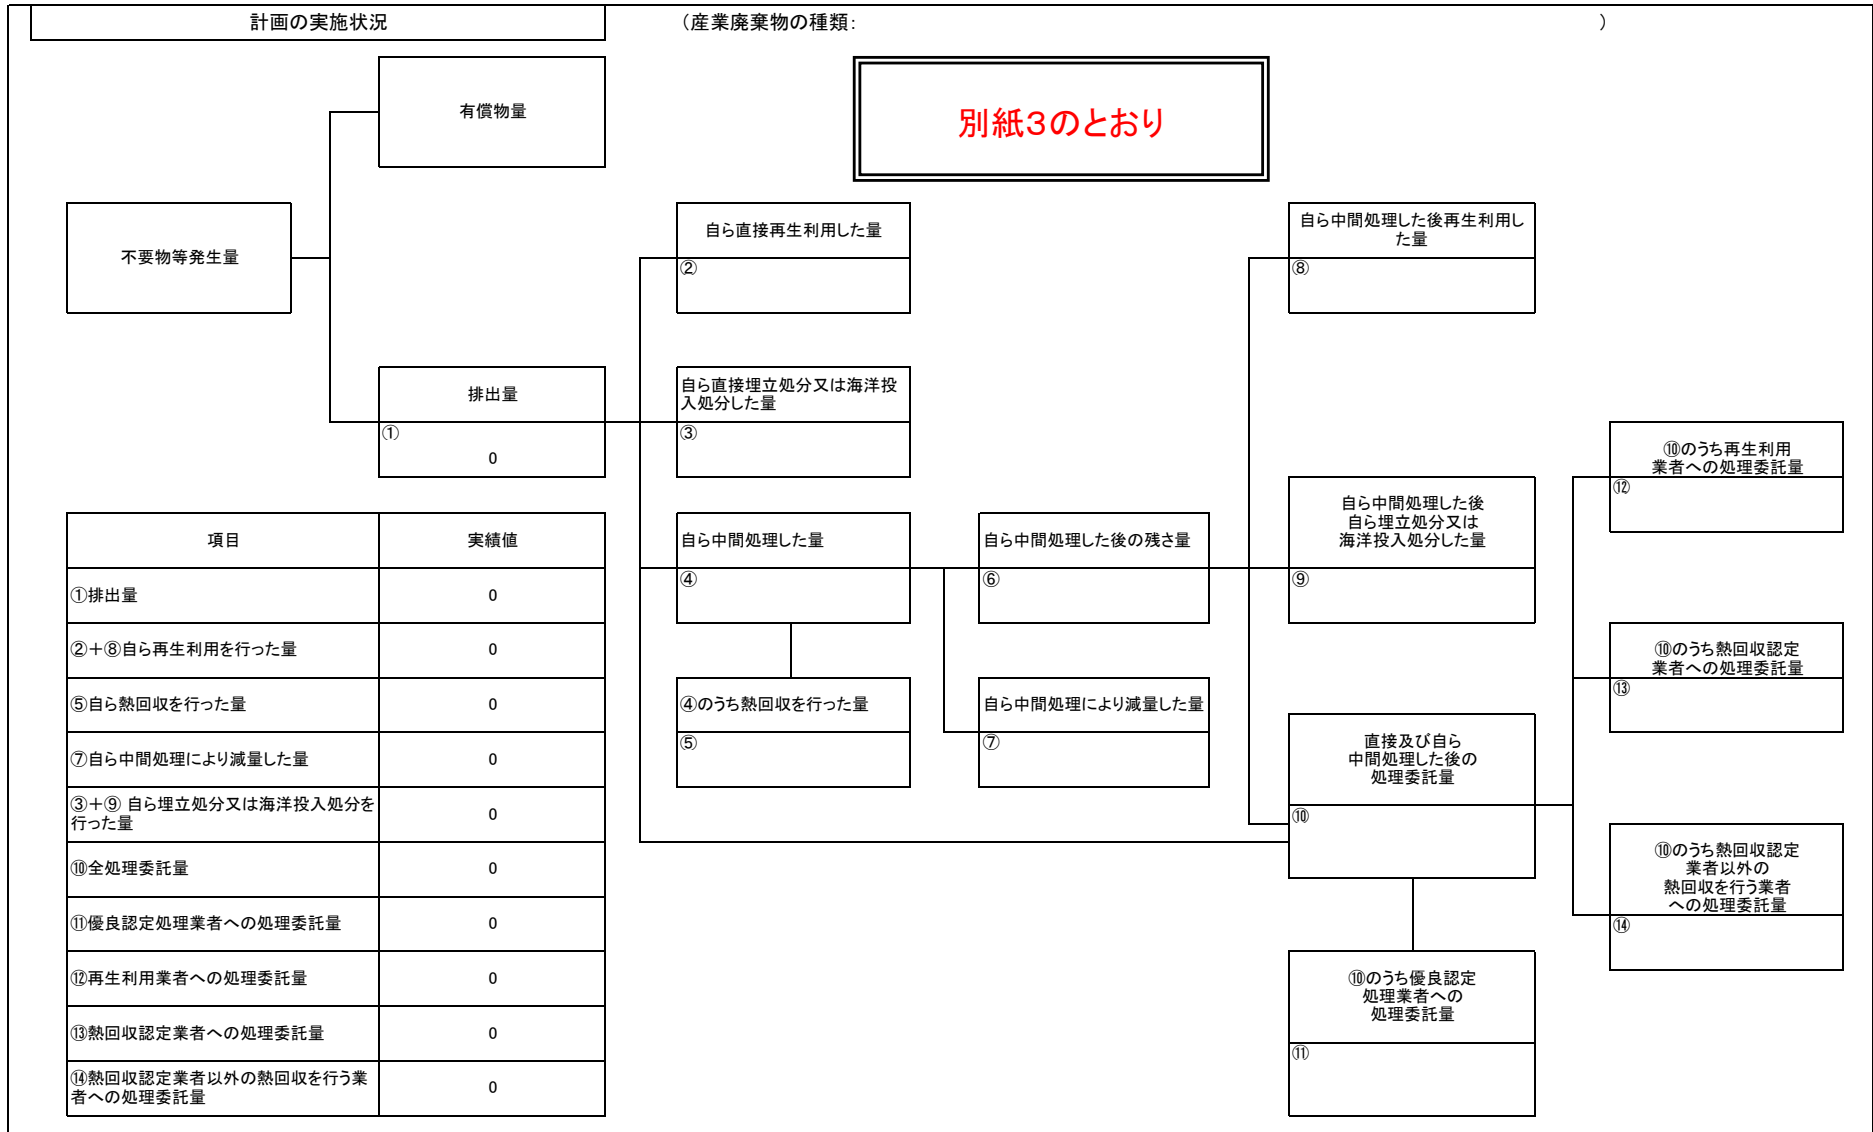 計画の実施状況
（産業廃棄物の種類：　　　　　　　　）
有償物量
別紙3のとおり
不要物等発生量
自ら直接再生利用した量
②
自ら中間処理した後再生利用し
た量
⑧
排出量
①
0
自ら直接埋立処分又は海洋投
入処分した量
③
⑩のうち再生利用
業者への処理委託量
⑫
項目
実績値
①排出量
0
②＋⑧自ら再生利用を行った量
0
⑤自ら熱回収を行った量
0
⑦自ら中間処理により減量した量
0
③＋⑨ 自ら埋立処分又は海洋投入処分を
行った量
0
⑩全処理委託量
0
⑪優良認定処理業者への処理委託量
0
⑫再生利用業者への処理委託量
0
⑬熱回収認定業者への処理委託量
0
⑭熱回収認定業者以外の熱回収を行う業
者への処理委託量
0
自ら中間処理した量
④
自ら中間処理した後の残さ量
⑥
自ら中間処理した後
自ら埋立処分又は
海洋投入処分した量
⑨
④のうち熱回収を行った量
⑤
自ら中間処理により減量した量
⑦
⑩のうち熱回収認定
業者への処理委託量
⑬
直接及び自ら
中間処理した後の
処理委託量
⑩
⑩のうち熱回収認定
業者以外の
熱回収を行う業者
への処理委託量
⑭
⑩のうち優良認定
処理業者への
処理委託量
⑪